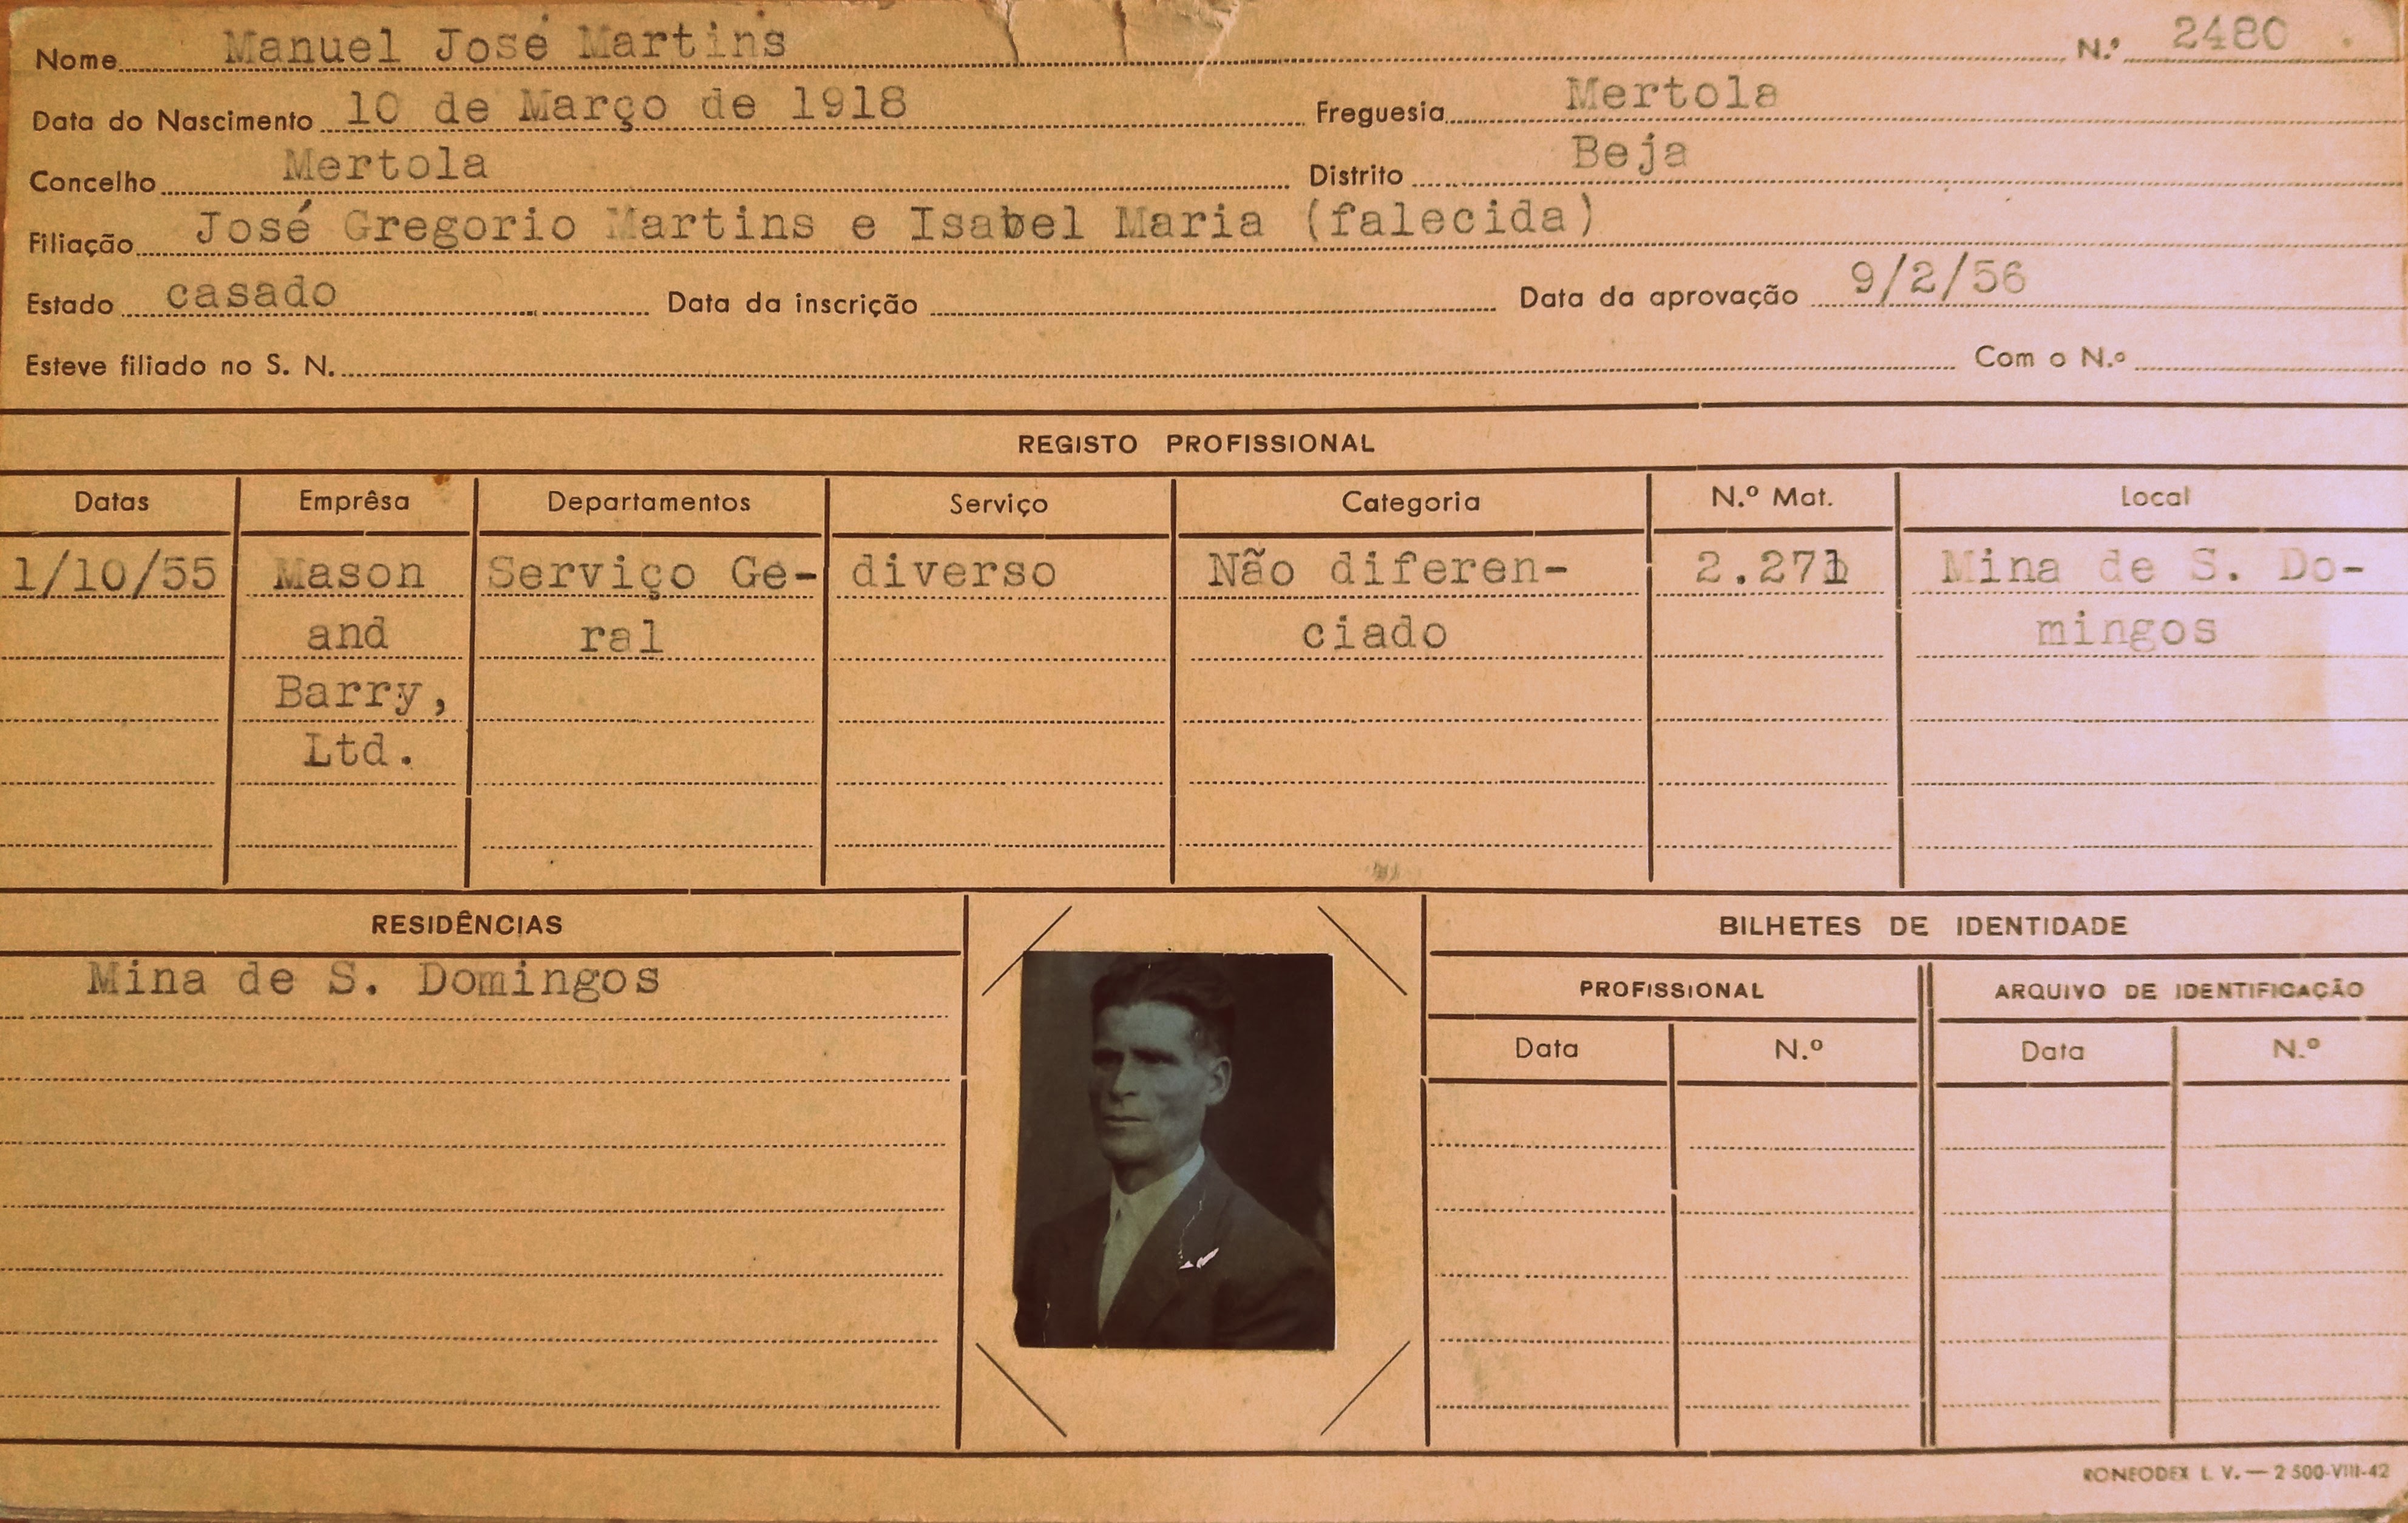 Nome Manuel José Martins N.º 2480
Data do Nascimento 10 de Março de 1918 Freguesia Mertola
Concelho Mertola Distrito Beja
Filiação José Gregorio Martins e Isabel Maria (falecida)
Estado casado Data da inscrição Data da aprovação 9/2/56
Esteve filiado no S. N. Com o N.º
REGISTO PROFISSIONAL
Datas Emprêsa Departamentos Serviço Categoria N.º Mat. Local
1/10/55 Mason Serviço Ge- diverso Não diferen- 2.271 Mina de S. Do-
and ral ciado mingos
Barry,
Ltd.
RESIDÊNCIAS BILHETES DE IDENTIDADE
Mina de S. Domingos PROFISSIONAL ARQUIVO DE IDENTIFICAÇÃO
Data N.º Data N.º
RONEODEX L. V. — 2 500-VIII-42